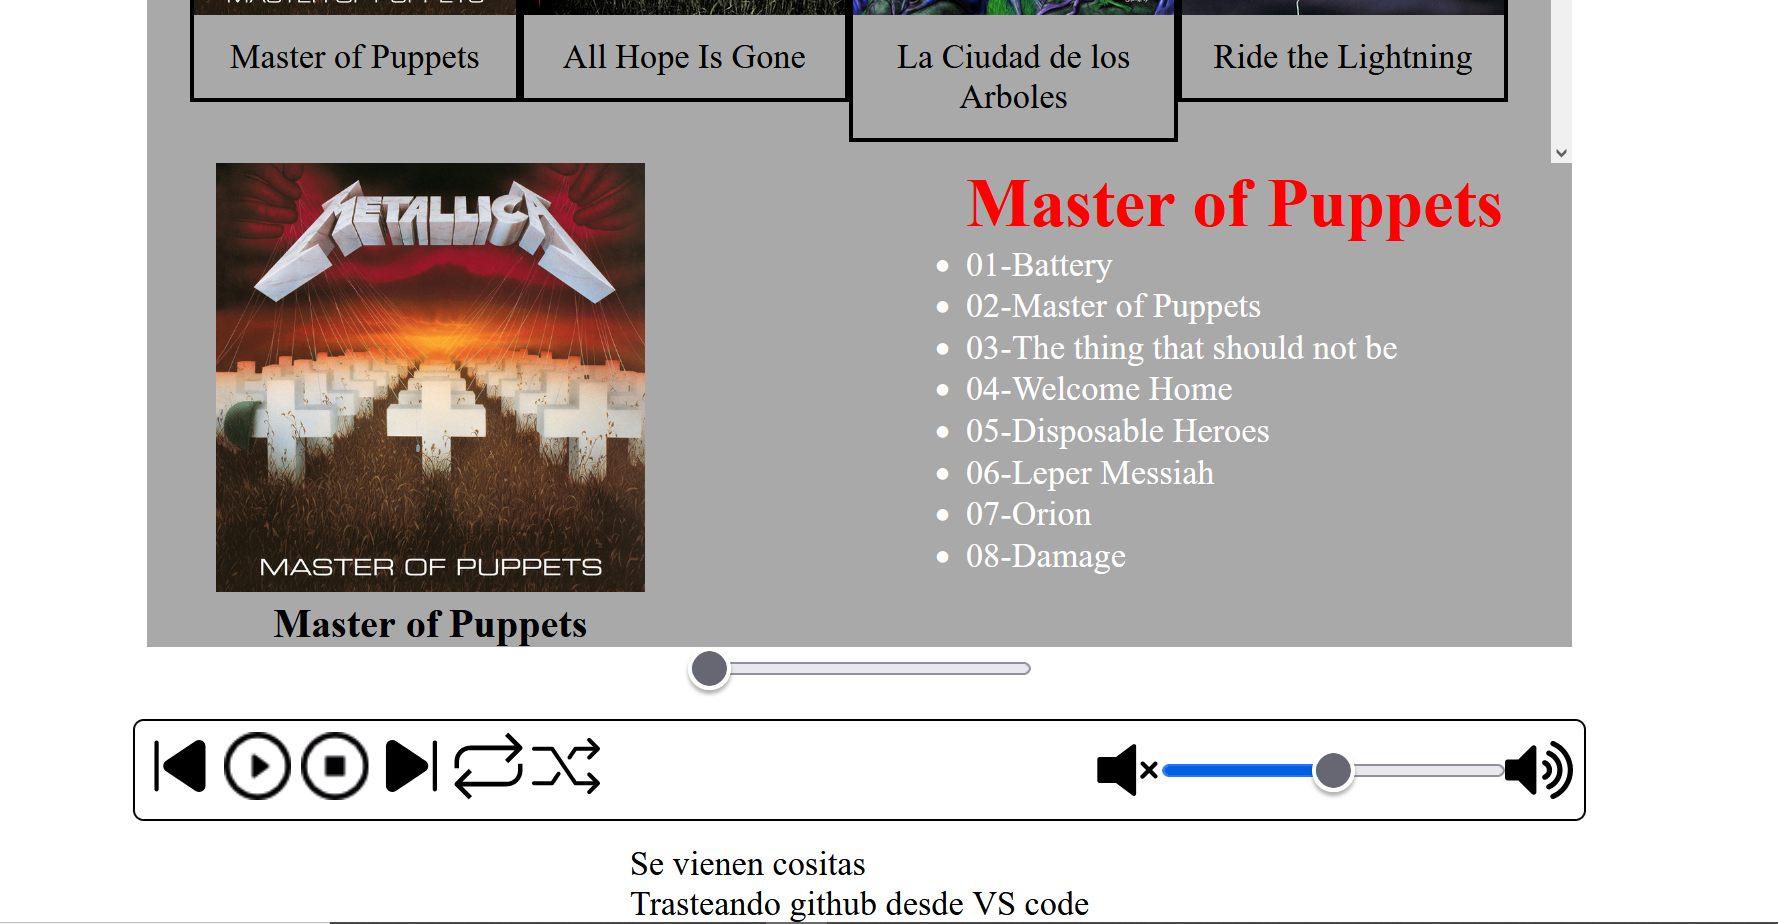 MASTER OF PUPPETS
Master of Puppets
All Hope Is Gone
La Ciudad de los
Arboles
Ride the Lightning
METALLICA
MASTER OF PUPPETS
Master of Puppets
Master of Puppets
01-Battery
02-Master of Puppets
03-The thing that should not be
04-Welcome Home
05-Disposable Heroes
06-Leper Messiah
07-Orion
08-Damage
Se vienen cositas
Trasteando github desde VS code